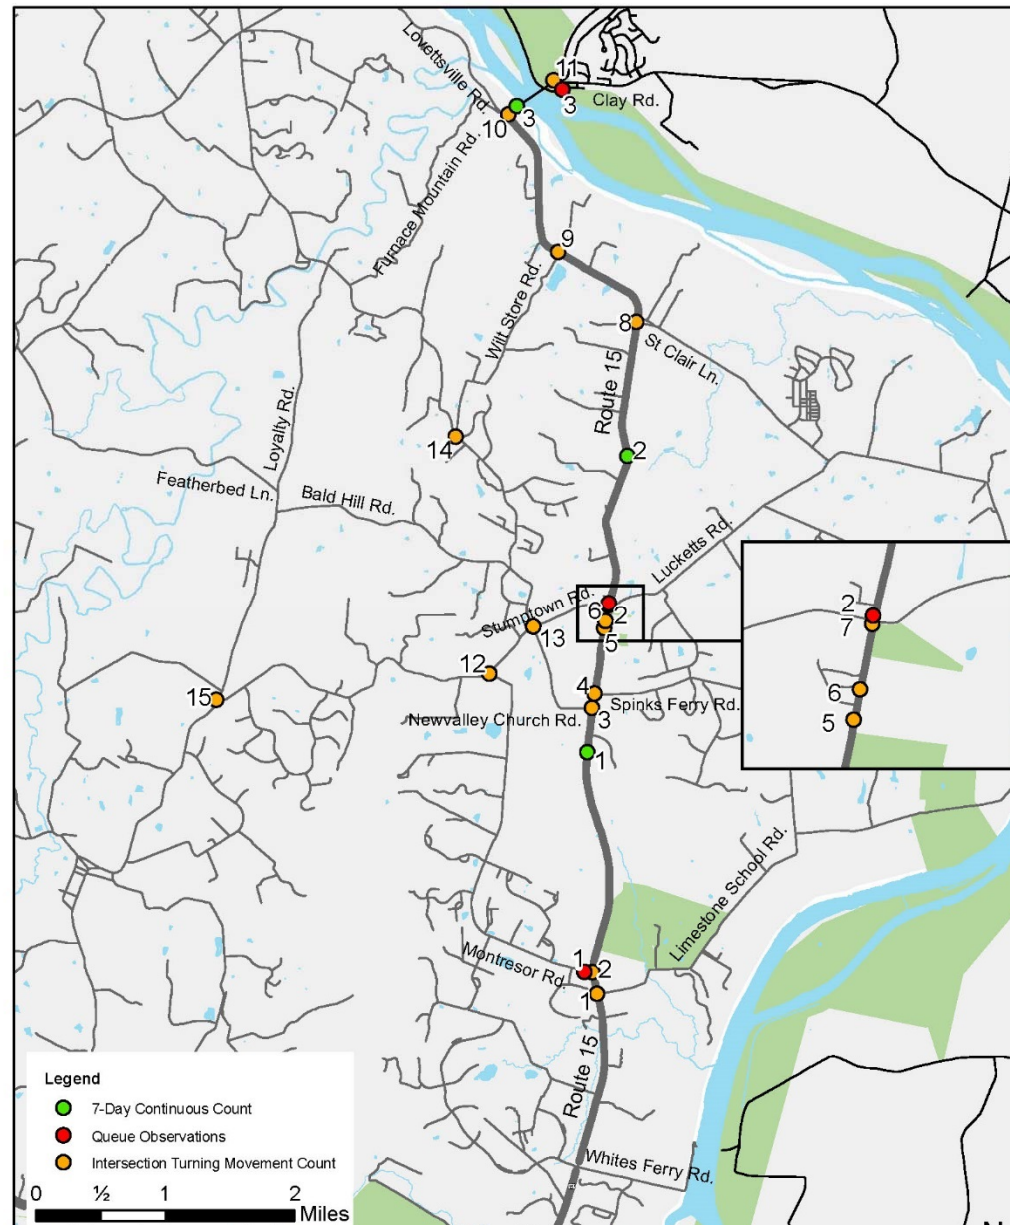 Lovettsville Rd.
11
3
Clay Rd.
3
10
Furnace Mountain Rd.
9
Wilt Store Rd.
8
St Clair Ln.
Route 15
2
14
Loyalty Rd.
Featherbed Ln.
Bald Hill Rd.
Lucketts Rd.
Stumptown Rd.
6
2
5
13
12
4
Spinks Ferry Rd.
15
Newvalley Church Rd.
3
1
2
7
6
5
Limestone School Rd.
Montresor Rd.
1
2
1
Route 15
Whites Ferry Rd.
Legend
7-Day Continuous Count
Queue Observations
Intersection Turning Movement Count
0 ½ 1 2
Miles